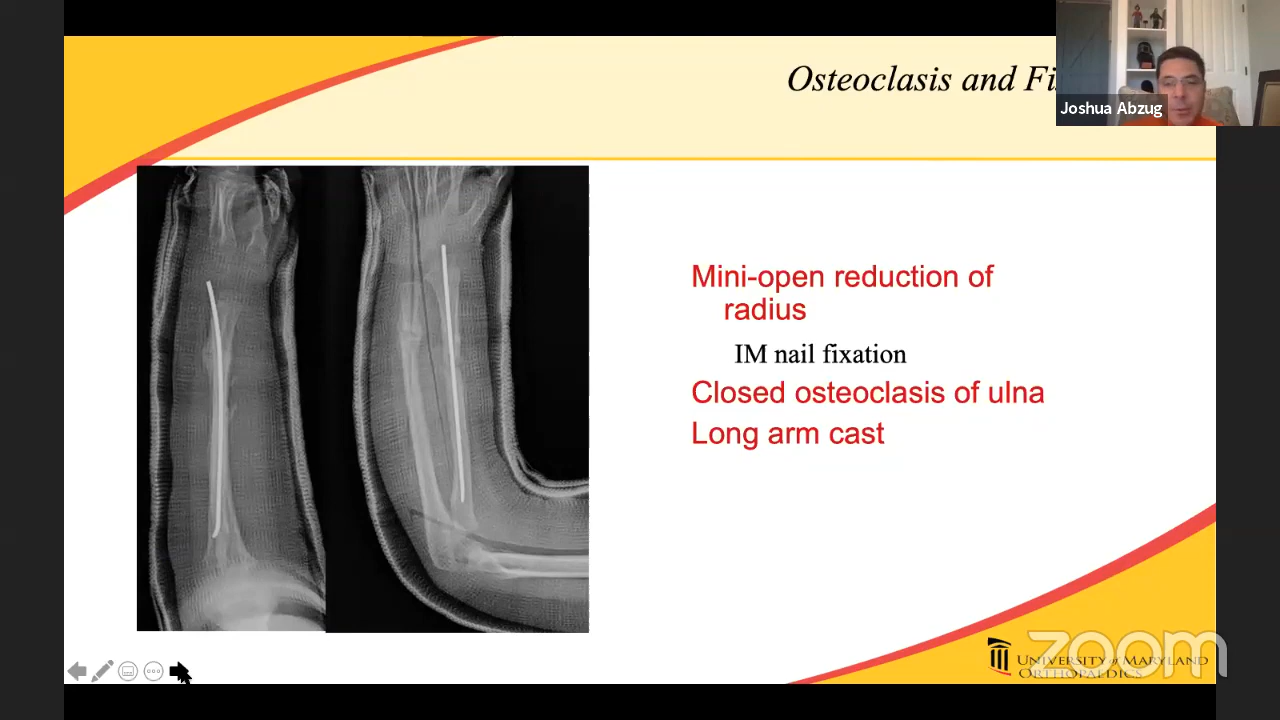 Osteoclasis and Fi
Joshua Abzug
Mini-open reduction of
radius
IM nail fixation
Closed osteoclasis of ulna
Long arm cast
zoom
UNIVERSITY of MARYLAND
ORTHOPAEDICS